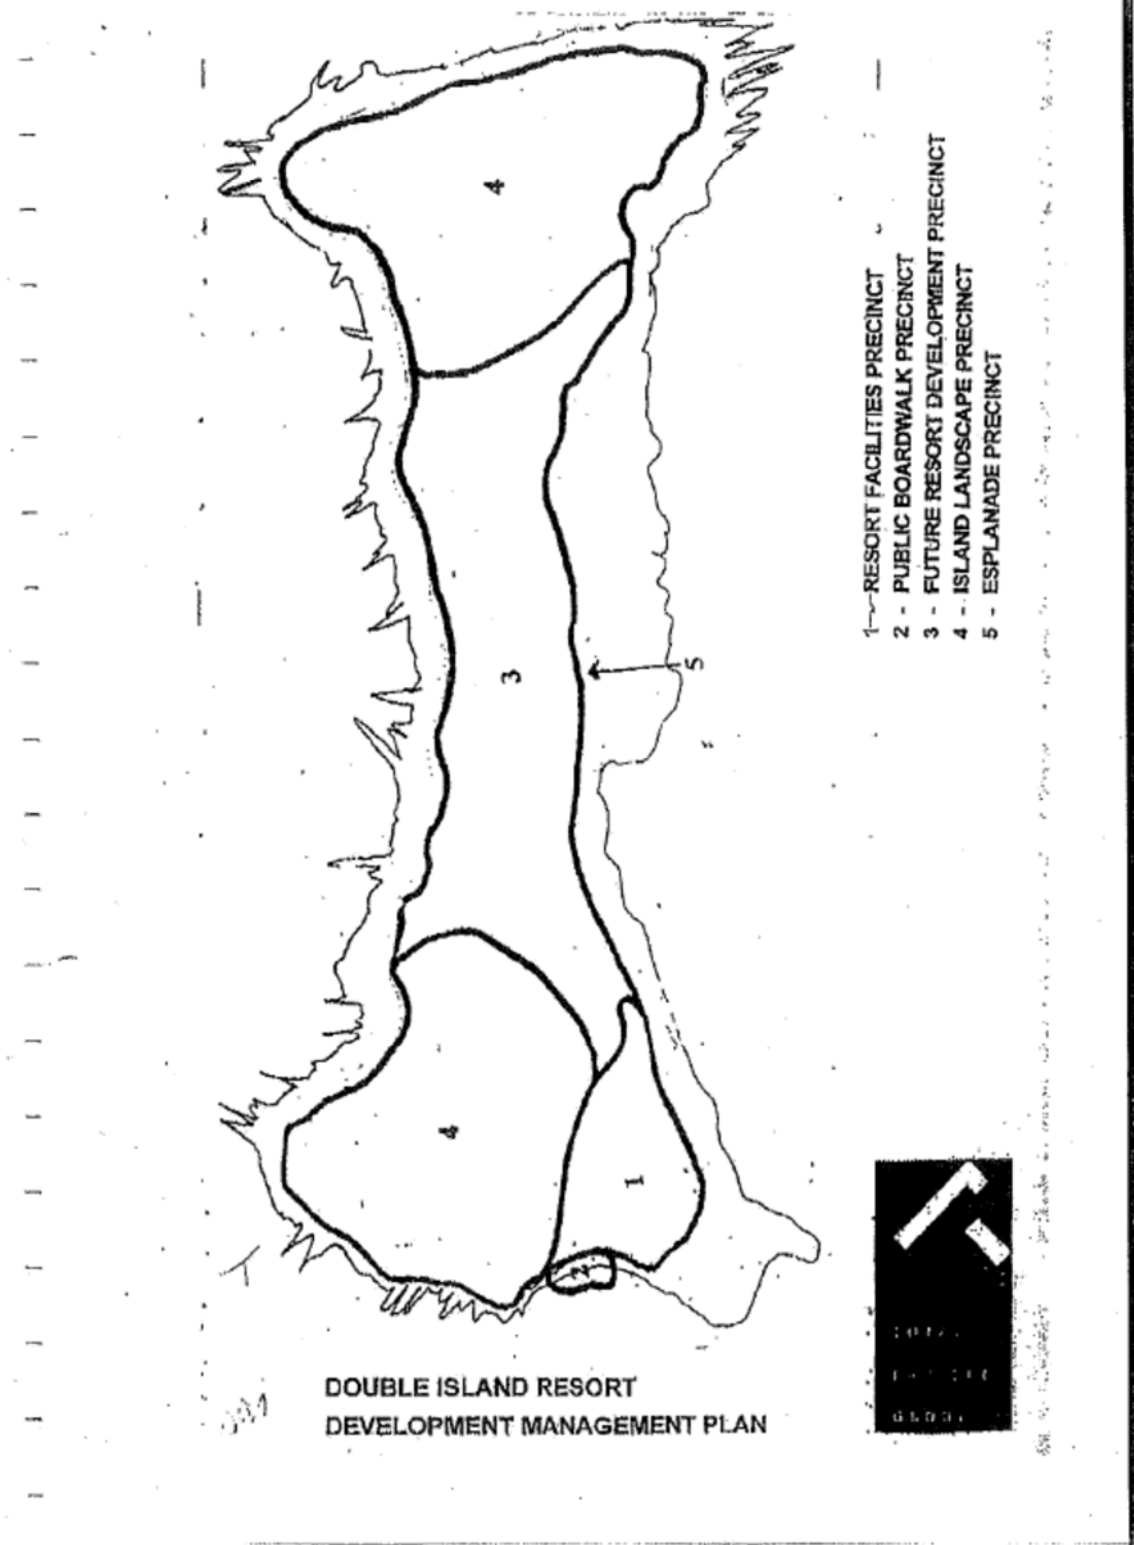 4
3
5
4
1
2
1 - RESORT FACILITIES PRECINCT
2 - PUBLIC BOARDWALK PRECINCT
3 - FUTURE RESORT DEVELOPMENT PRECINCT
4 - ISLAND LANDSCAPE PRECINCT
5 - ESPLANADE PRECINCT
DOUBLE ISLAND RESORT
DEVELOPMENT MANAGEMENT PLAN